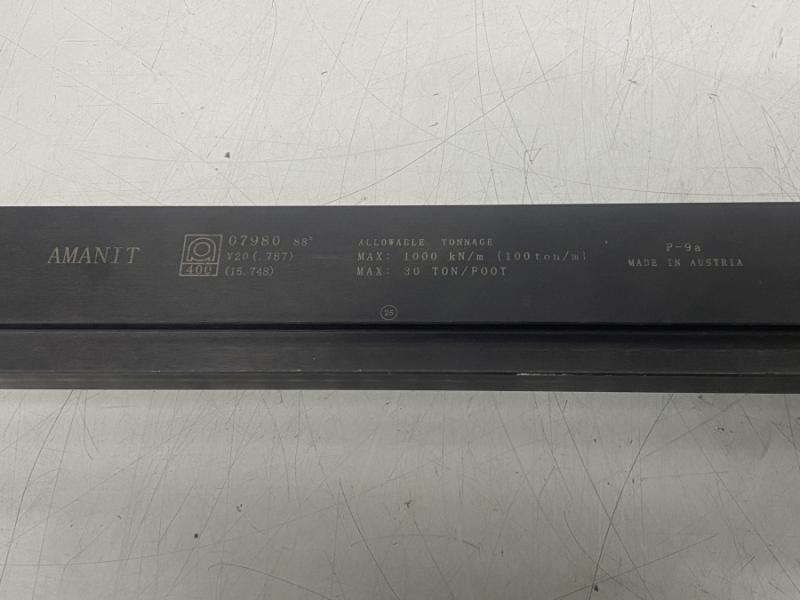 AMANIT
400
07980 88°
V20(.787)
(15.748)
ALLOWABLE TONNAGE
MAX: 1000 kN/m (100ton/m)
MAX: 30 TON/FOOT
25
P-9a
MADE IN AUSTRIA